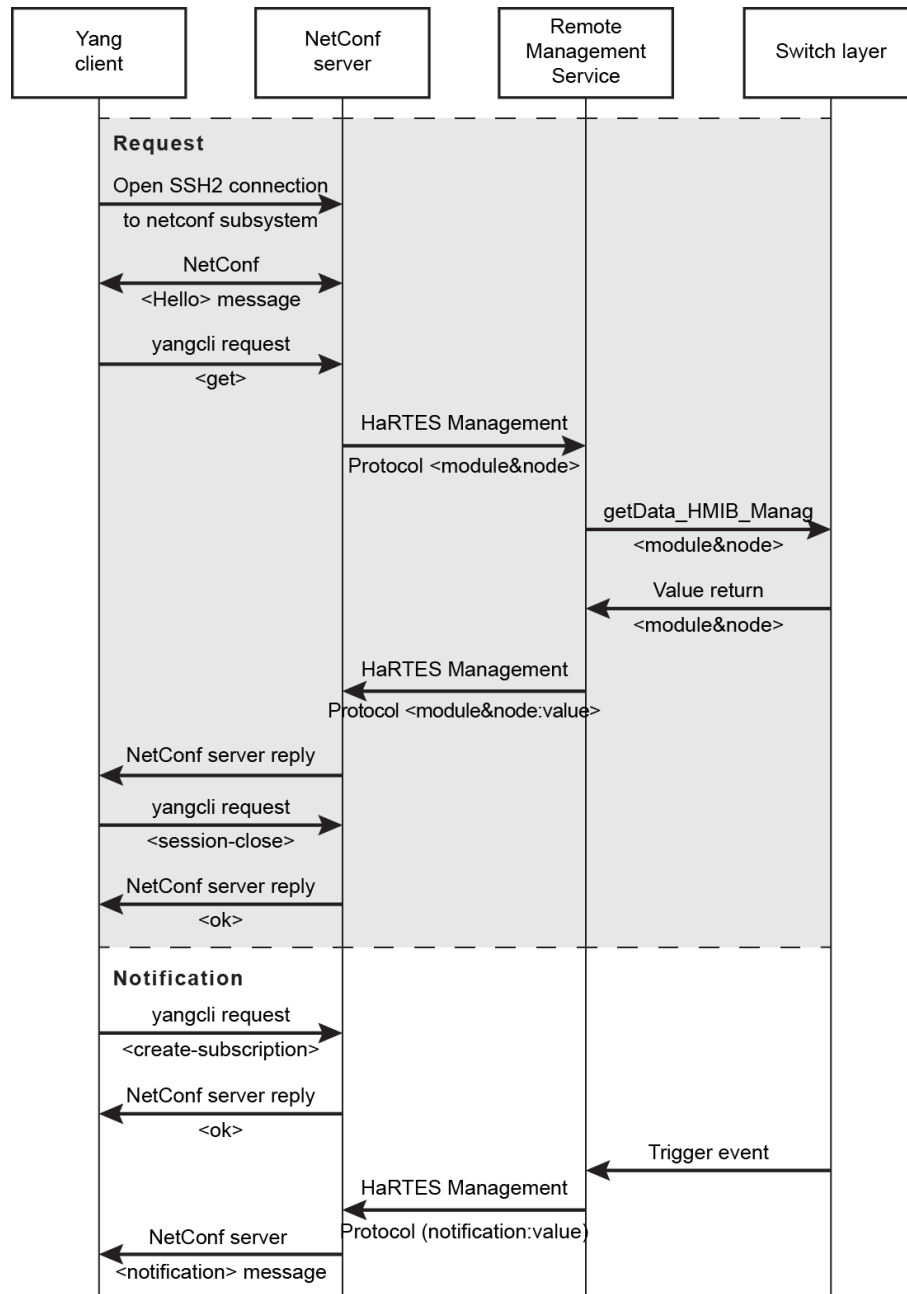 Yang
client
NetConf
server
Remote
Management
Service
Switch layer
Request
Open SSH2 connection
to netconf subsystem
NetConf
<Hello> message
yangcli request
<get>
HaRTES Management
Protocol <module&node>
getData_HMIB_Manag
<module&node>
Value return
<module&node>
HaRTES Management
Protocol <module&node:value>
NetConf server reply
yangcli request
<session-close>
NetConf server reply
<ok>
Notification
yangcli request
<create-subscription>
NetConf server reply
<ok>
Trigger event
HaRTES Management
Protocol (notification:value)
NetConf server
<notification> message